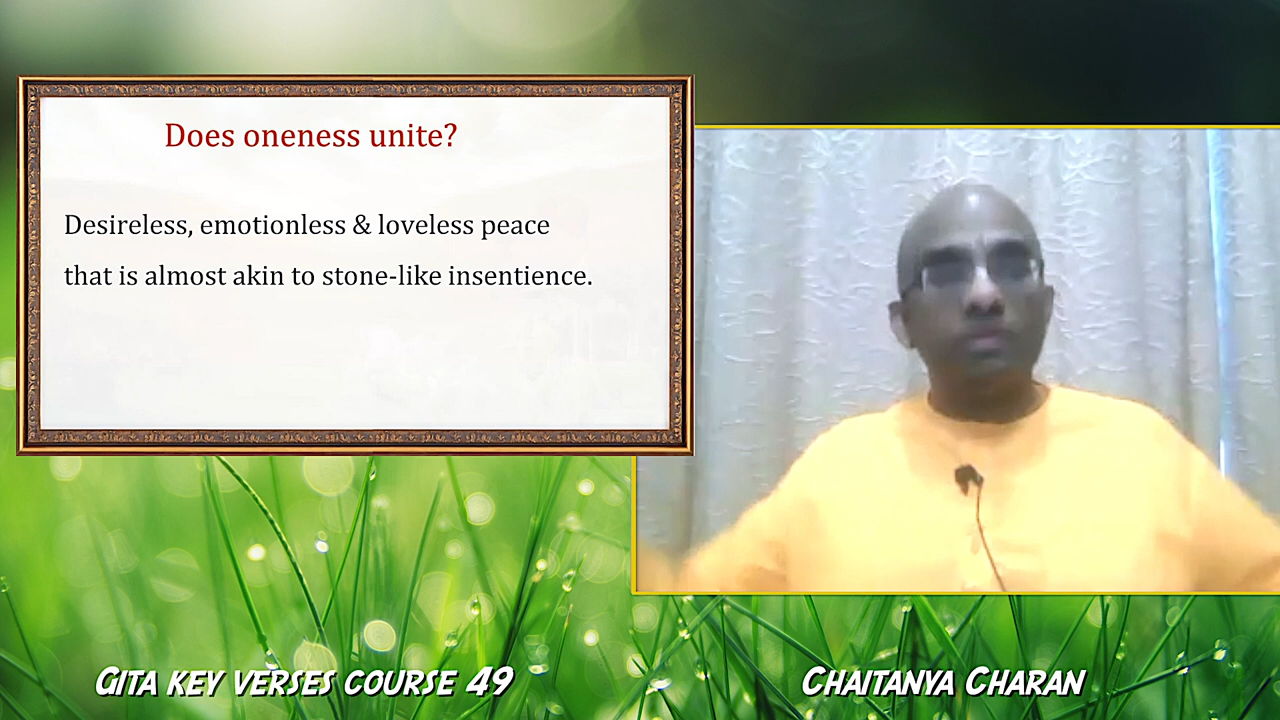 Does oneness unite?
Desireless, emotionless & loveless peace
that is almost akin to stone-like insentience.
Gita key verses course 49
Chaitanya Charan